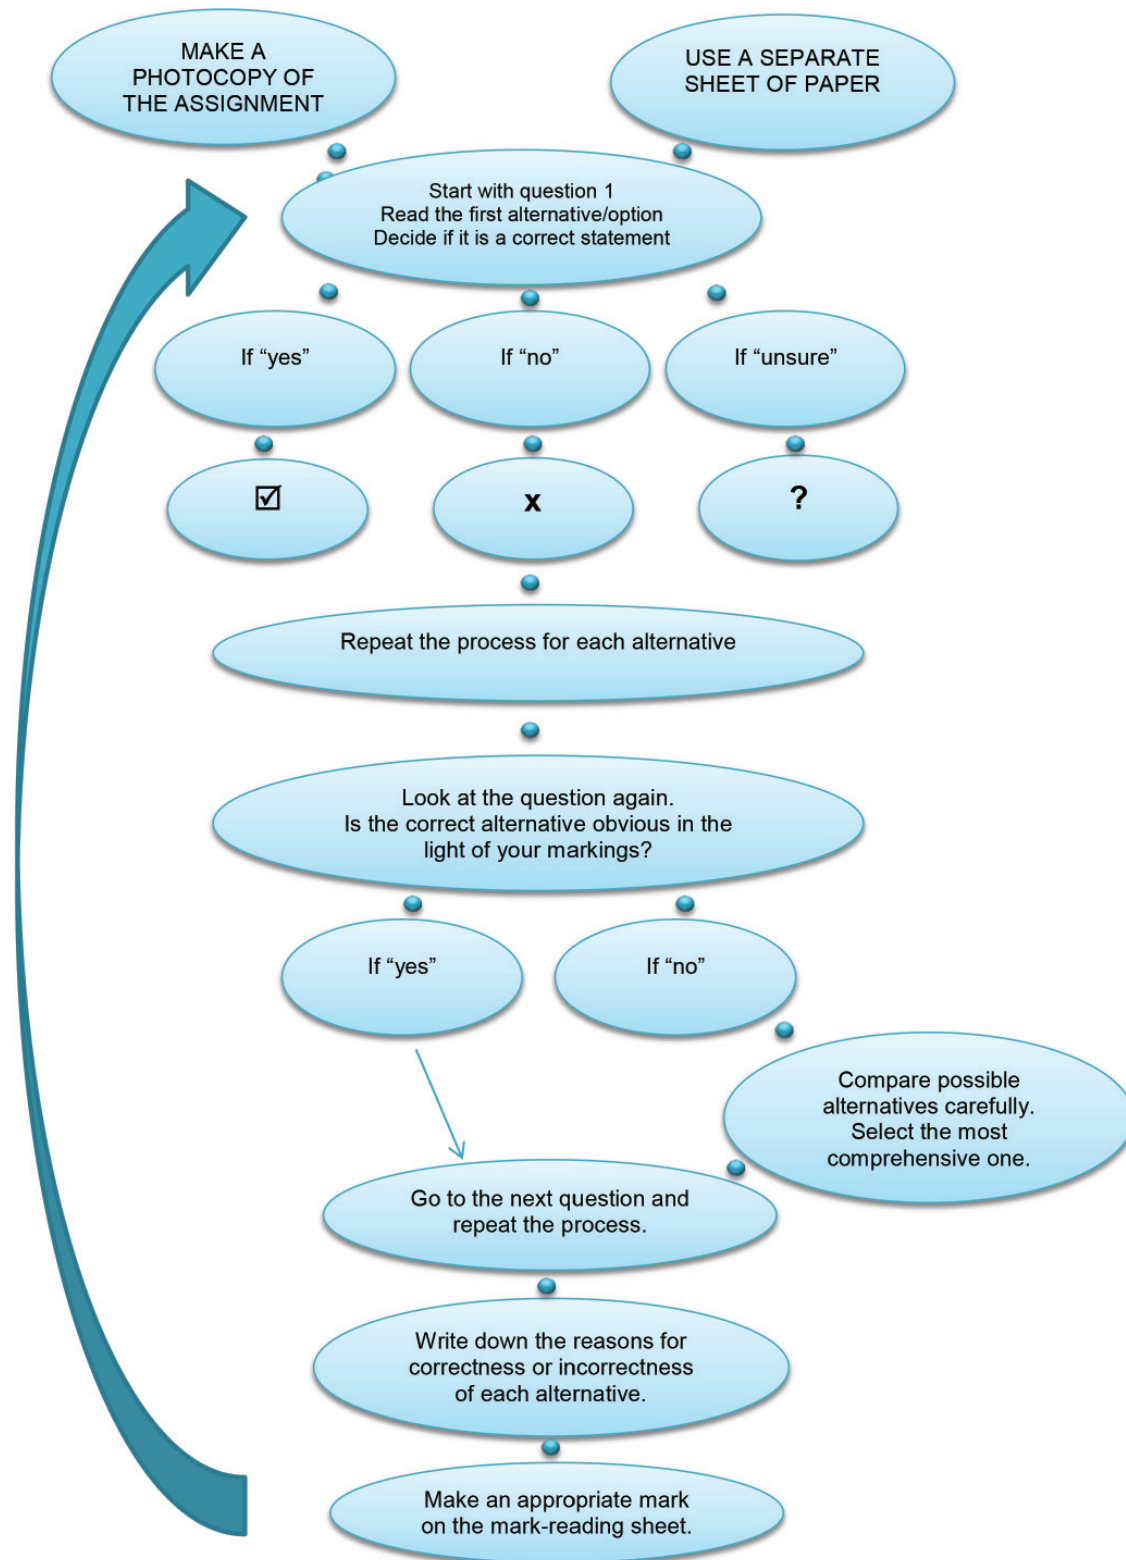 MAKE A
PHOTOCOPY OF
THE ASSIGNMENT
USE A SEPARATE
SHEET OF PAPER
Start with question 1
Read the first alternative/option
Decide if it is a correct statement
If “yes”
If “no”
If “unsure”
☑
x
?
Repeat the process for each alternative
Look at the question again.
Is the correct alternative obvious in the
light of your markings?
If “yes”
If “no”
Compare possible
alternatives carefully.
Select the most
comprehensive one.
Go to the next question and
repeat the process.
Write down the reasons for
correctness or incorrectness
of each alternative.
Make an appropriate mark
on the mark-reading sheet.